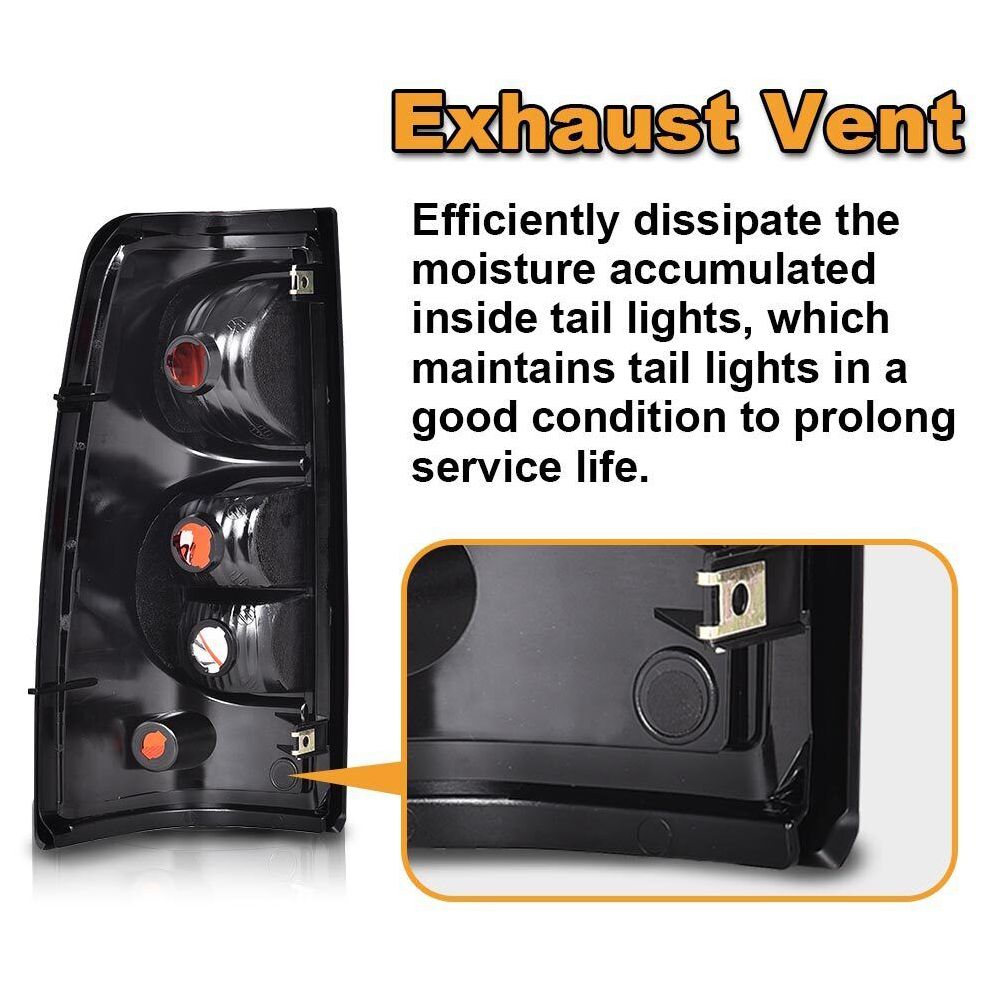 Exhaust Vent
Efficiently dissipate the
moisture accumulated
inside tail lights, which
maintains tail lights in a
good condition to prolong
service life.